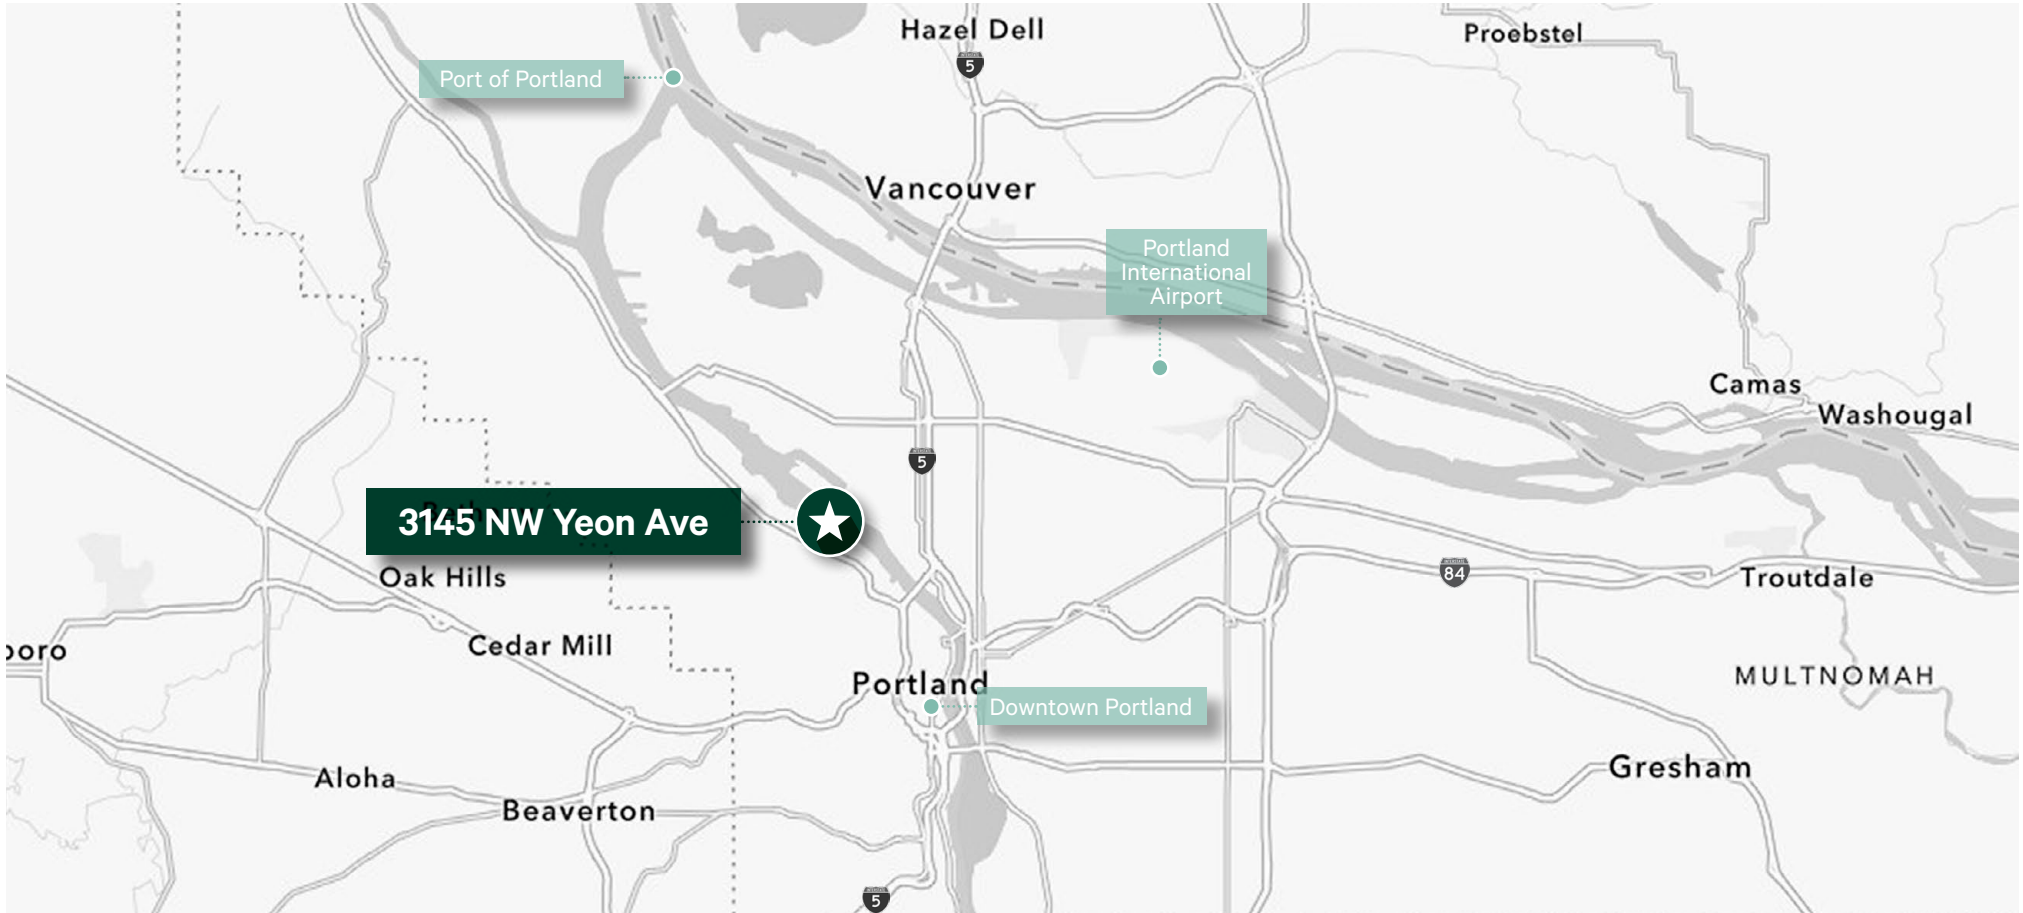 Hazel Dell
Proebstel
5
Port of Portland
Vancouver
Portland
International
Airport
Camas
Washougal
5
3145 NW Yeon Ave
Oak Hills
84
Troutdale
Cedar Mill
boro
MULTNOMAH
Portland
Downtown Portland
Gresham
Aloha
Beaverton
5